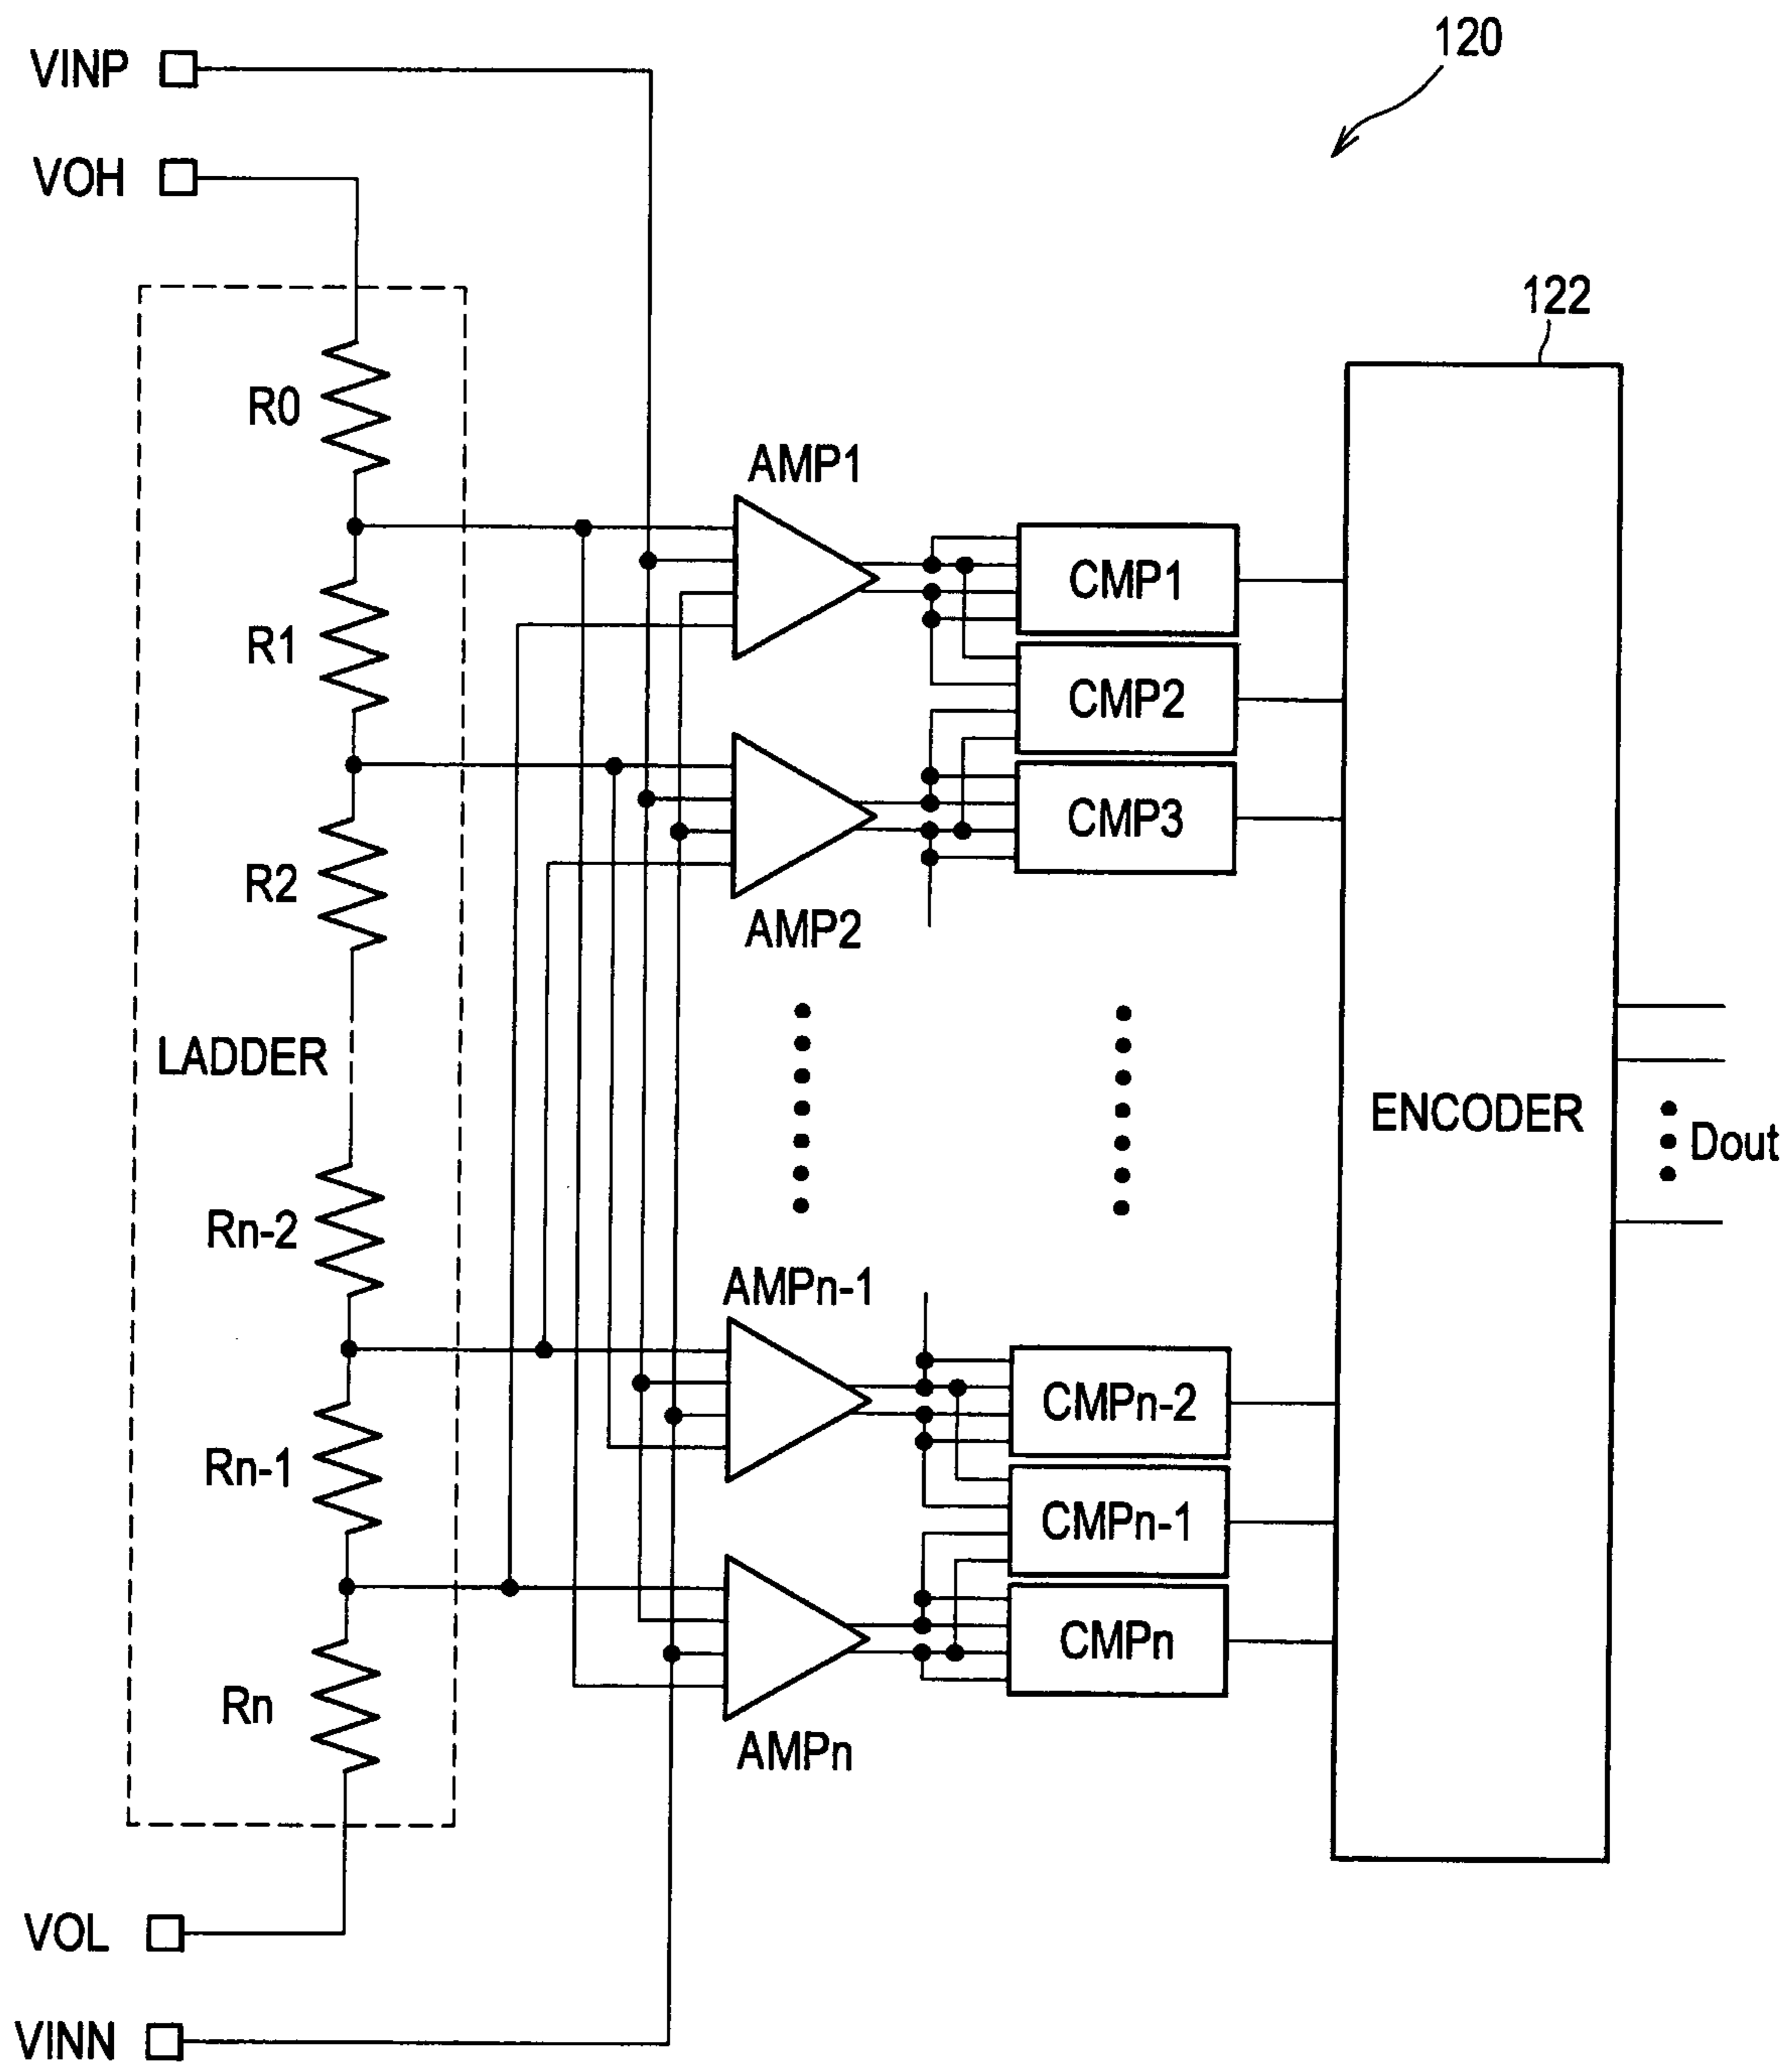 120
VINP
VOH
122
R0
AMP1
CMP1
R1
CMP2
CMP3
R2
AMP2
LADDER
ENCODER
Dout
Rn-2
AMPn-1
CMPn-2
Rn-1
CMPn-1
CMPn
Rn
AMPn
VOL
VINN